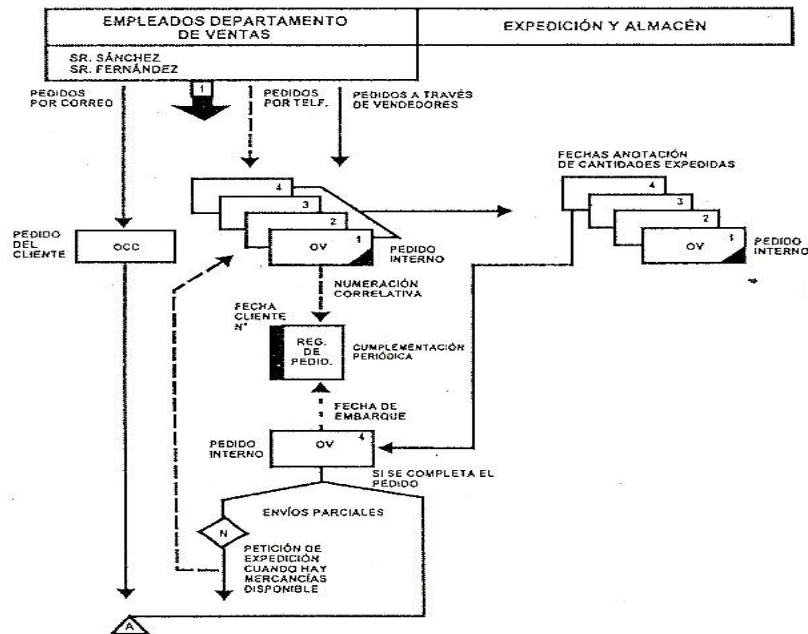 EMPLEADOS DEPARTAMENTO
DE VENTAS
EXPEDICIÓN Y ALMACÉN
SR. SÁNCHEZ
SR. FERNÁNDEZ
1
PEDIDOS
POR CORREO
PEDIDOS
POR TELF.
PEDIDOS A TRAVÉS
DE VENDEDORES
FECHAS ANOTACIÓN
DE CANTIDADES EXPEDIDAS
4
3
2
1
OV
PEDIDO
INTERNO
4
3
2
1
OV
PEDIDO
INTERNO
PEDIDO
DEL
CLIENTE
OCC
NUMERACIÓN
CORRELATIVA
FECHA
CLIENTE
N°
REG.
DE
PEDID.
CUMPLEMENTACIÓN
PERIÓDICA
FECHA DE
EMBARQUE
PEDIDO
INTERNO
OV
4
SI SE COMPLETA EL
PEDIDO
ENVÍOS PARCIALES
N
PETICIÓN DE
EXPEDICIÓN
CUANDO HAY
MERCANCÍAS
DISPONIBLE
A